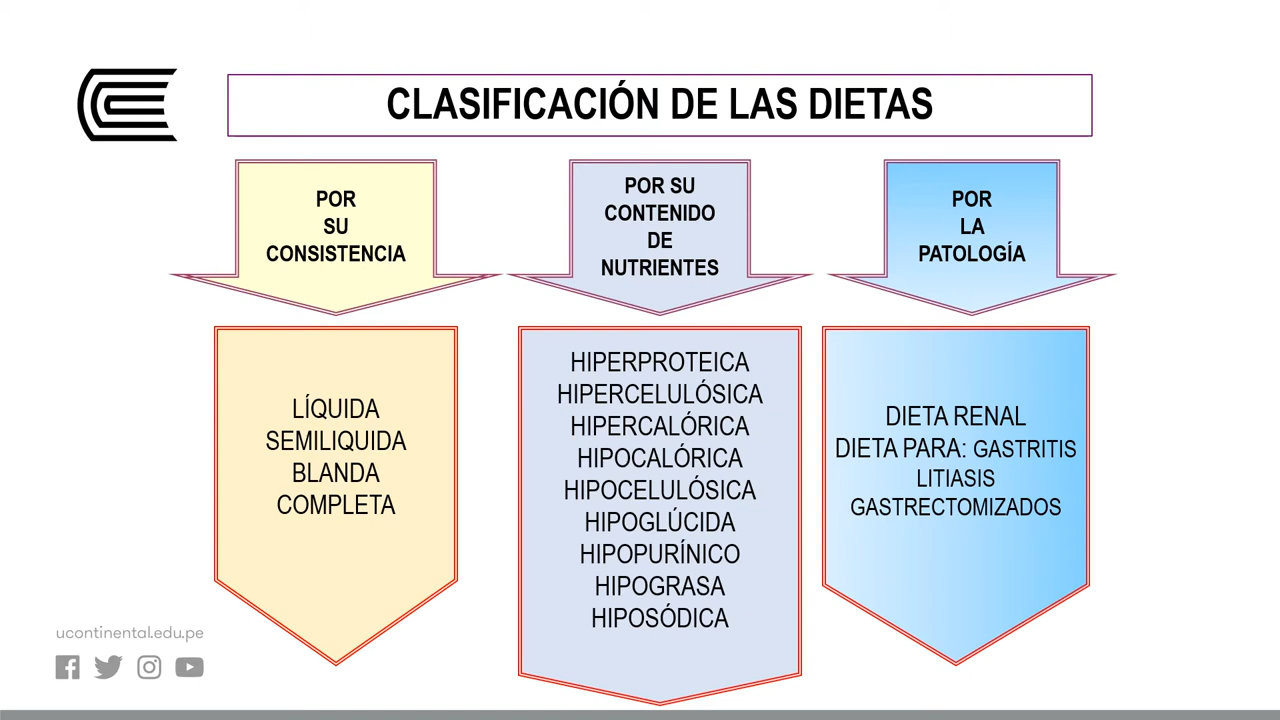 CLASIFICACIÓN DE LAS DIETAS
POR
SU
CONSISTENCIA
LÍQUIDA
SEMILIQUIDA
BLANDA
COMPLETA
POR SU
CONTENIDO
DE
NUTRIENTES
HIPERPROTEICA
HIPERCELULÓSICA
HIPERCALÓRICA
HIPOCALÓRICA
HIPOCELULÓSICA
HIPOGLÚCIDA
HIPOPURÍNICO
HIPOGRASA
HIPOSÓDICA
POR
LA
PATOLOGÍA
DIETA RENAL
DIETA PARA: GASTRITIS
LITIASIS
GASTRECTOMIZADOS
ucontinental.edu.pe